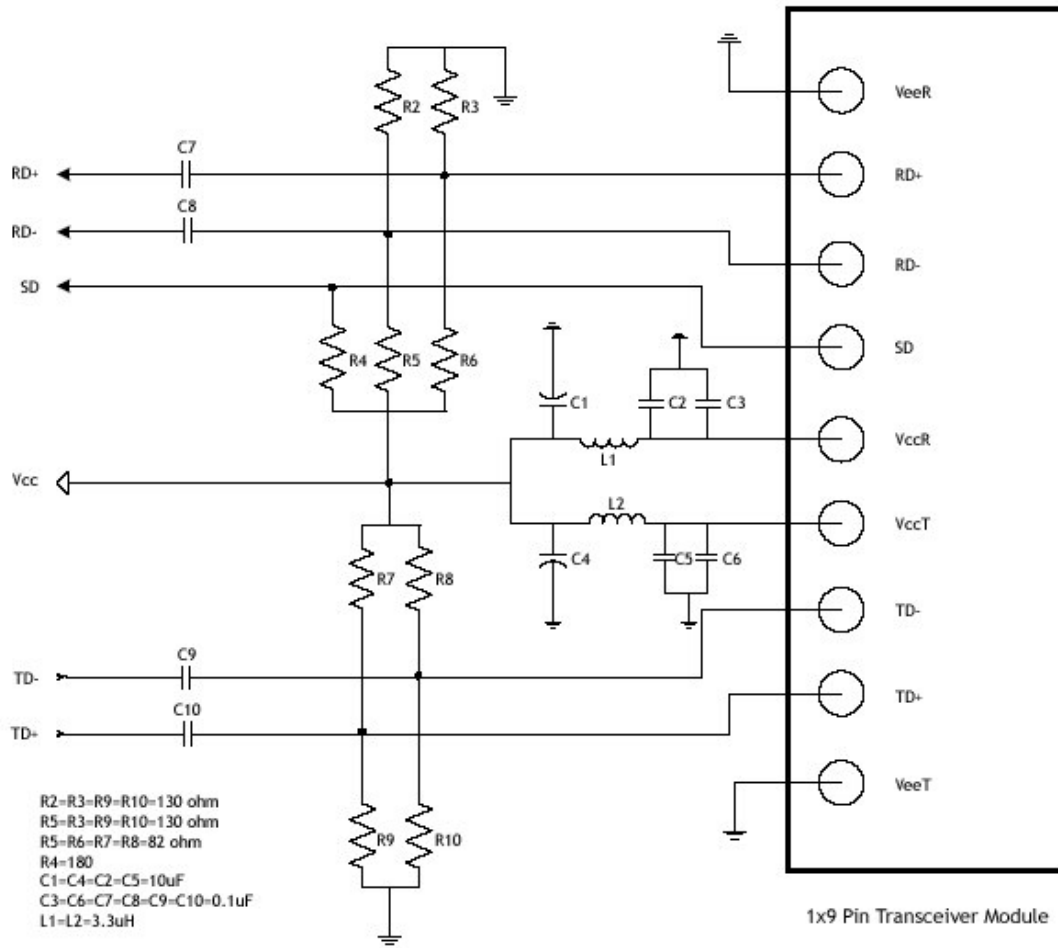 R2
R3
VeeR
C7
RD+
RD+
C8
RD-
RD-
SD
SD
R4
R5
R6
C1
C2
C3
VccR
L1
Vcc
L2
VccT
C4
C5
C6
R7
R8
TD-
C9
TD-
TD+
C10
TD+
VeeT
R2=R3=R9=R10=130 ohm
R5=R3=R9=R10=130 ohm
R5=R6=R7=R8=82 ohm
R4=180
C1=C4=C2=C5=10uF
C3=C6=C7=C8=C9=C10=0.1uF
L1=L2=3.3uH
R9
R10
1x9 Pin Transceiver Module